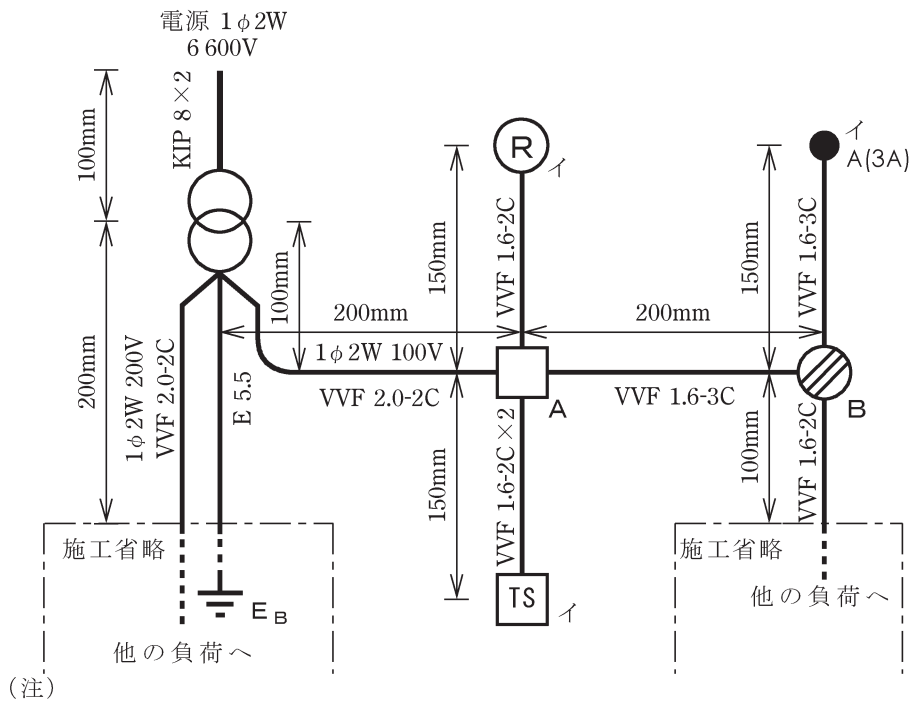 電源 1φ2W
6 600V
KIP 8×2
100mm
200mm
100mm
1φ2W 200V
VVF 2.0-2C
E 5.5
200mm
1φ2W 100V
VVF 2.0-2C
R
イ
VVF 1.6-2C
150mm
A
150mm
VVF 1.6-2C×2
TS
イ
200mm
VVF 1.6-3C
イ
A(3A)
150mm
VVF 1.6-3C
B
100mm
VVF 1.6-2C
施工省略
EB
他の負荷へ
施工省略
他の負荷へ
(注)